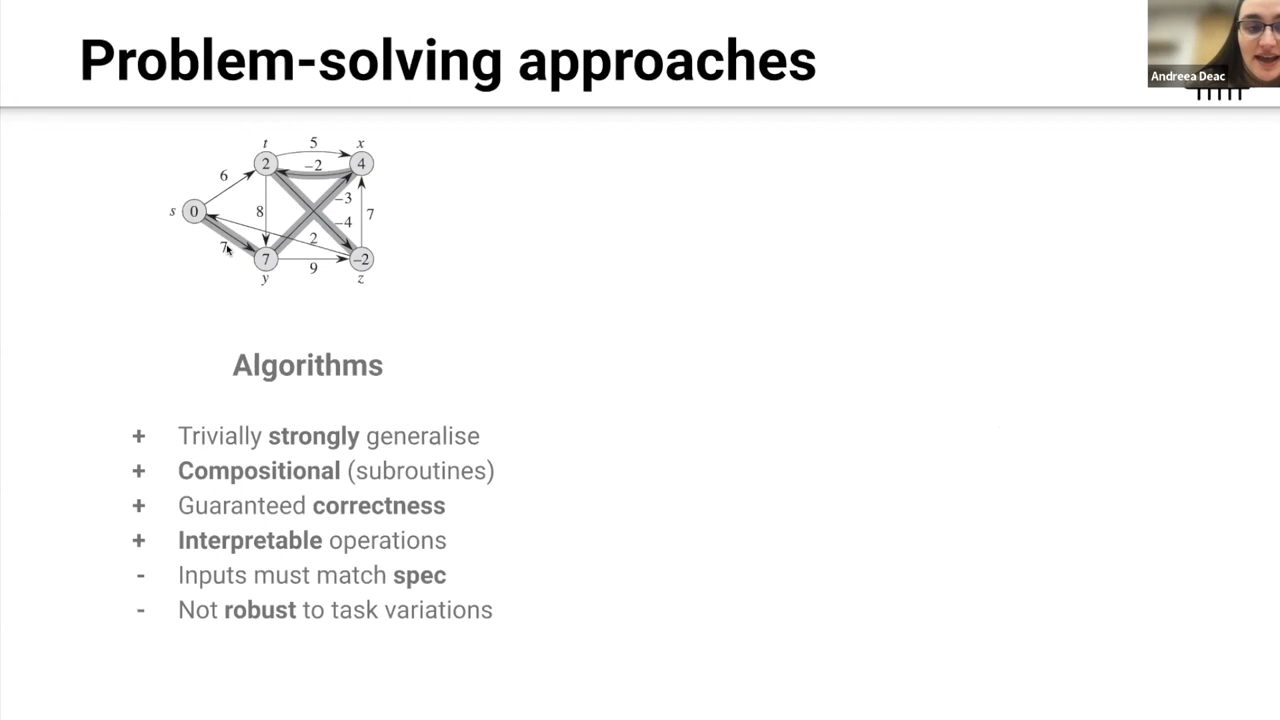 Problem-solving approaches
Andreea Deac
t 5 x
2 −2 4
6
−3
s 0 8 −4 7
7 2
7 9 −2
y z
Algorithms
+ Trivially strongly generalise
+ Compositional (subroutines)
+ Guaranteed correctness
+ Interpretable operations
- Inputs must match spec
- Not robust to task variations